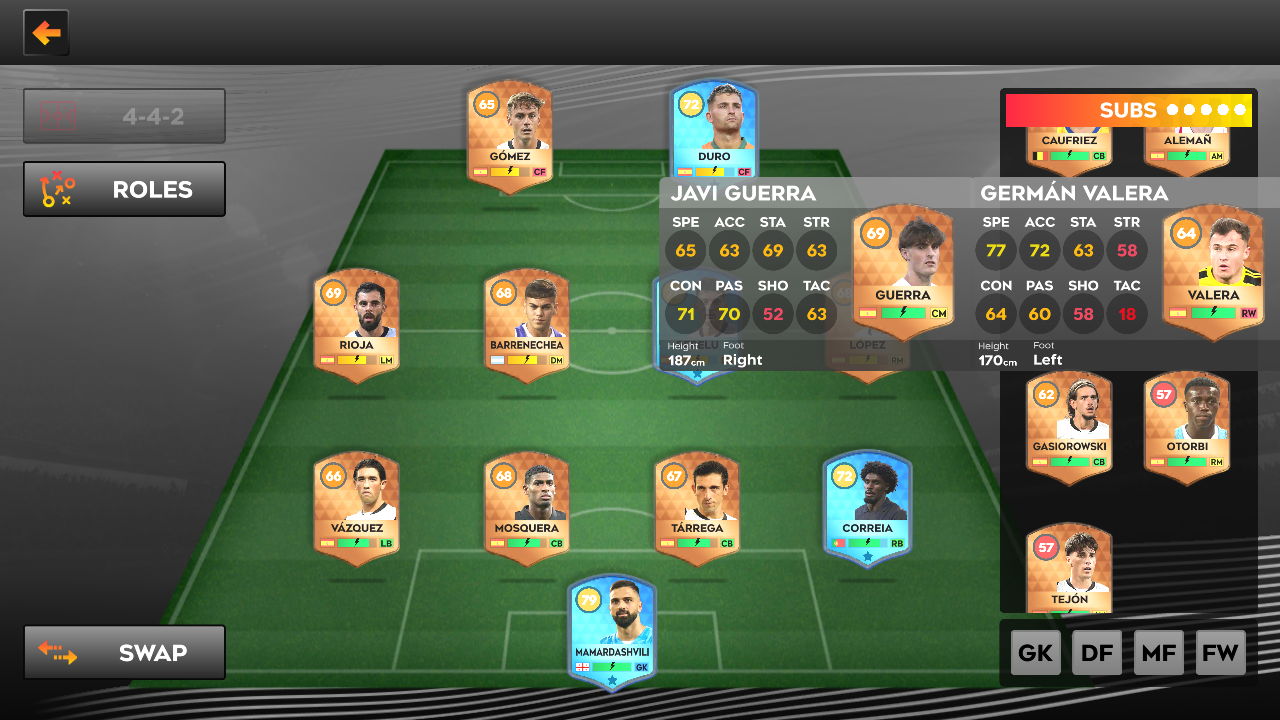 4-4-2
ROLES
SWAP
65
GÓMEZ
CF
72
DURO
CF
SUBS
CAUFRIEZ
CB
ALEMAÑ
AM
JAVI GUERRA
SPE ACC STA STR
65 63 69 63
CON PAS SHO TAC
71 70 52 63
Height Foot
187cm Right
69
GUERRA
CM
GERMÁN VALERA
SPE ACC STA STR
77 72 63 58
CON PAS SHO TAC
64 60 58 18
Height Foot
170cm Left
64
VALERA
RW
69
RIOJA
LM
68
BARRENECHEA
DM
LÓPEZ
RM
62
GASIOROWSKI
CB
57
OTORBI
RM
66
VÁZQUEZ
LB
68
MOSQUERA
CB
67
TÁRREGA
CB
72
CORREIA
RB
57
TEJÓN
79
MAMARDASHVILI
GK
GK DF MF FW